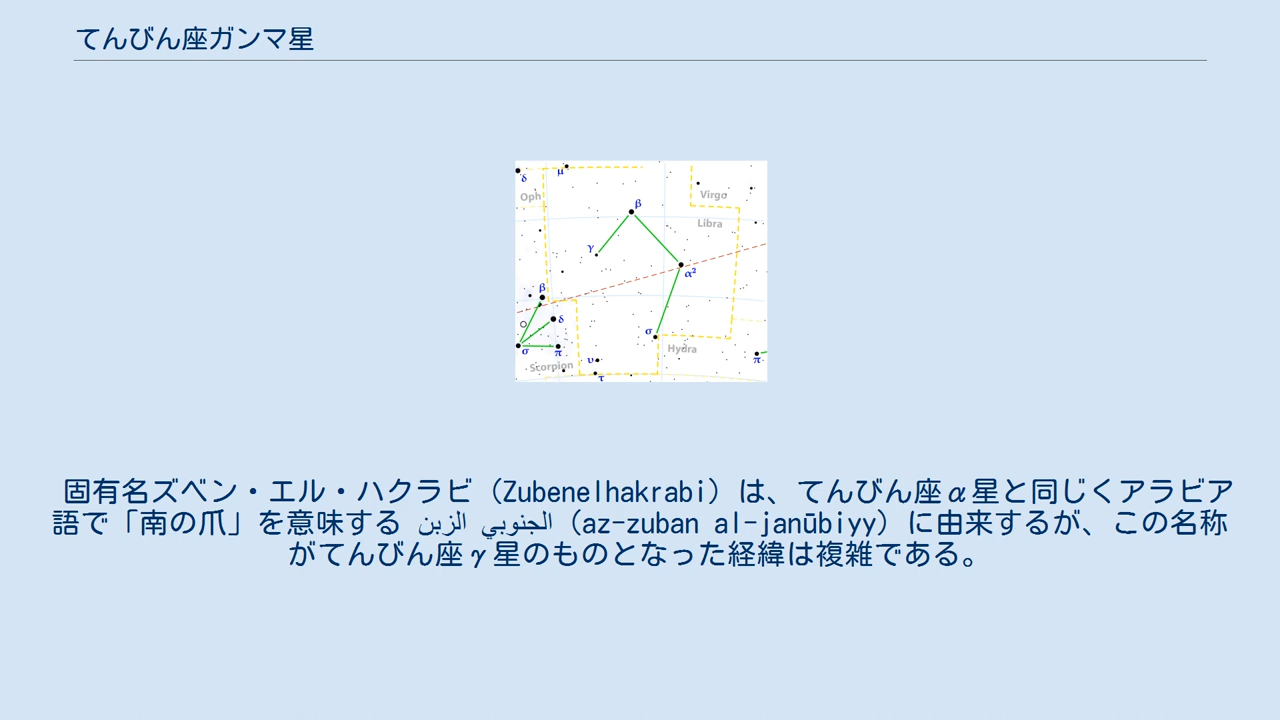 てんびん座ガンマ星
δ
μ
Oph
β
Virgo
Libra
γ
α²
β
δ
σ
σ
π
Hydra
υ
π
Scorpion
τ
固有名ズベン・エル・ハクラビ（Zubenelhakrabi）は、てんびん座α星と同じくアラビア
語で「南の爪」を意味する الجنوبي الزبن（az-zuban al-janūbiyy）に由来するが、この名称
がてんびん座γ星のものとなった経緯は複雑である。